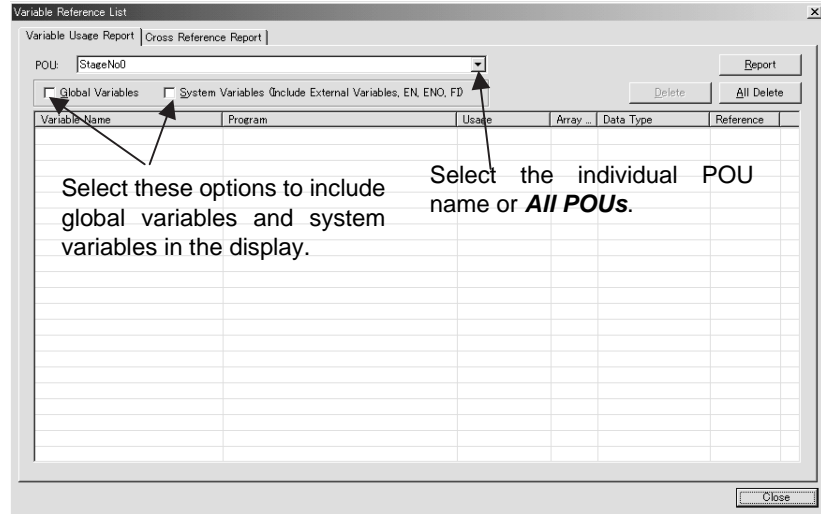 Variable Reference List
Variable Usage Report Cross Reference Report
POU: StageNo0 Report
Global Variables System Variables (Include External Variables, EN, ENO, FI) Delete All Delete
Variable Name Program Usage Array ... Data Type Reference
Select these options to include
global variables and system
variables in the display.
Select the individual POU
name or All POUs.
Close